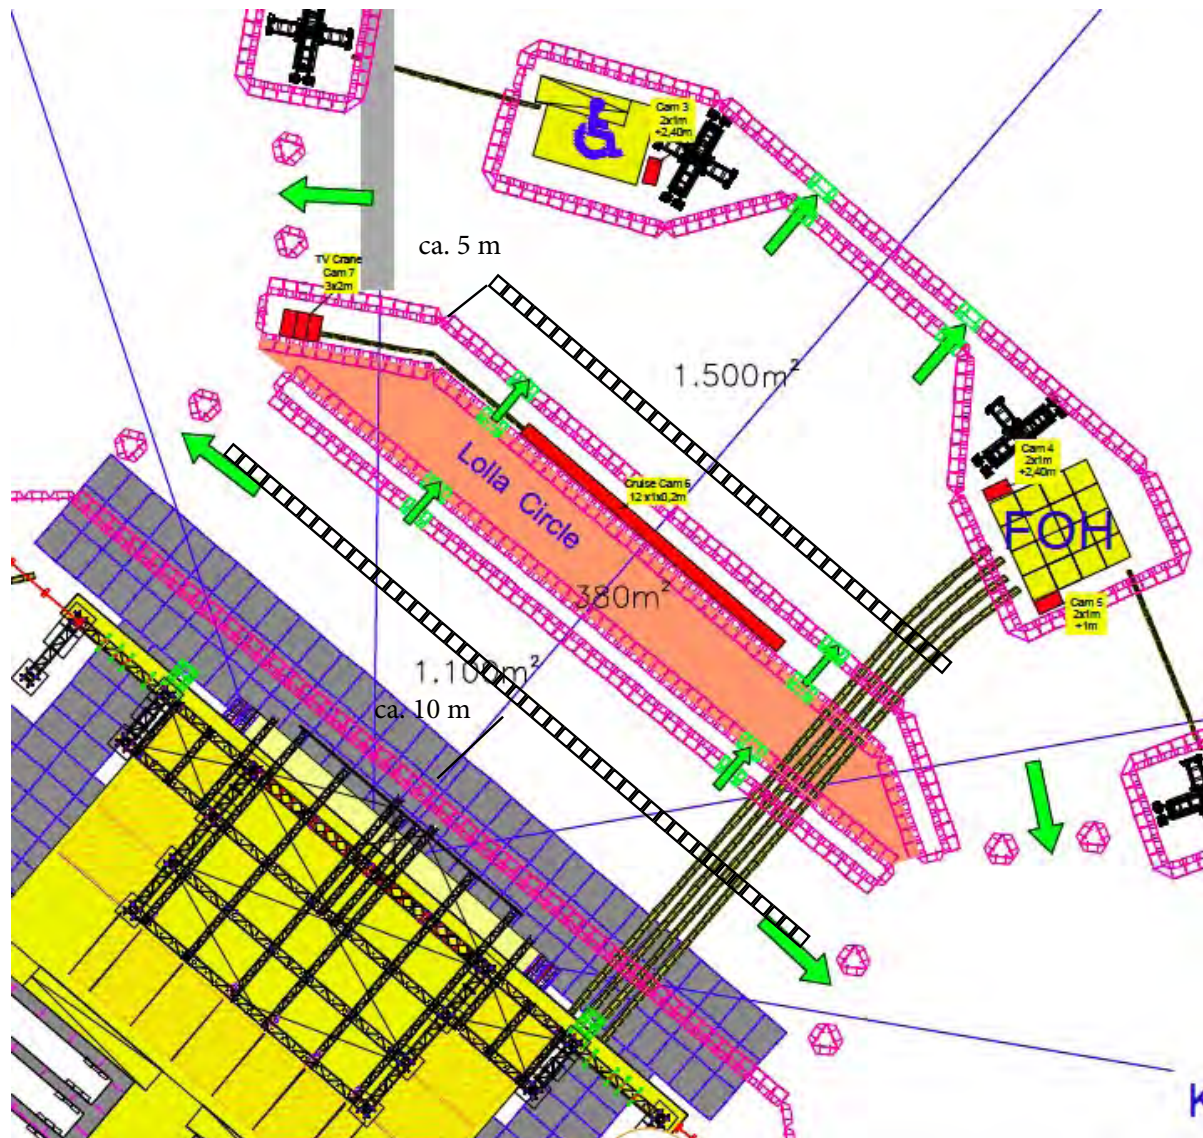 Cam 3
2x1m
+2,40m
ca. 5 m
TV Crane
Cam 7
3x2m
1.500m²
Cam 4
2x1m
+2,40m
Lolla Circle
Cruise Cam 6
12 x1x0,2m
FOH
380m²
Cam 5
2x1m
+1m
1.100m²
ca. 10 m